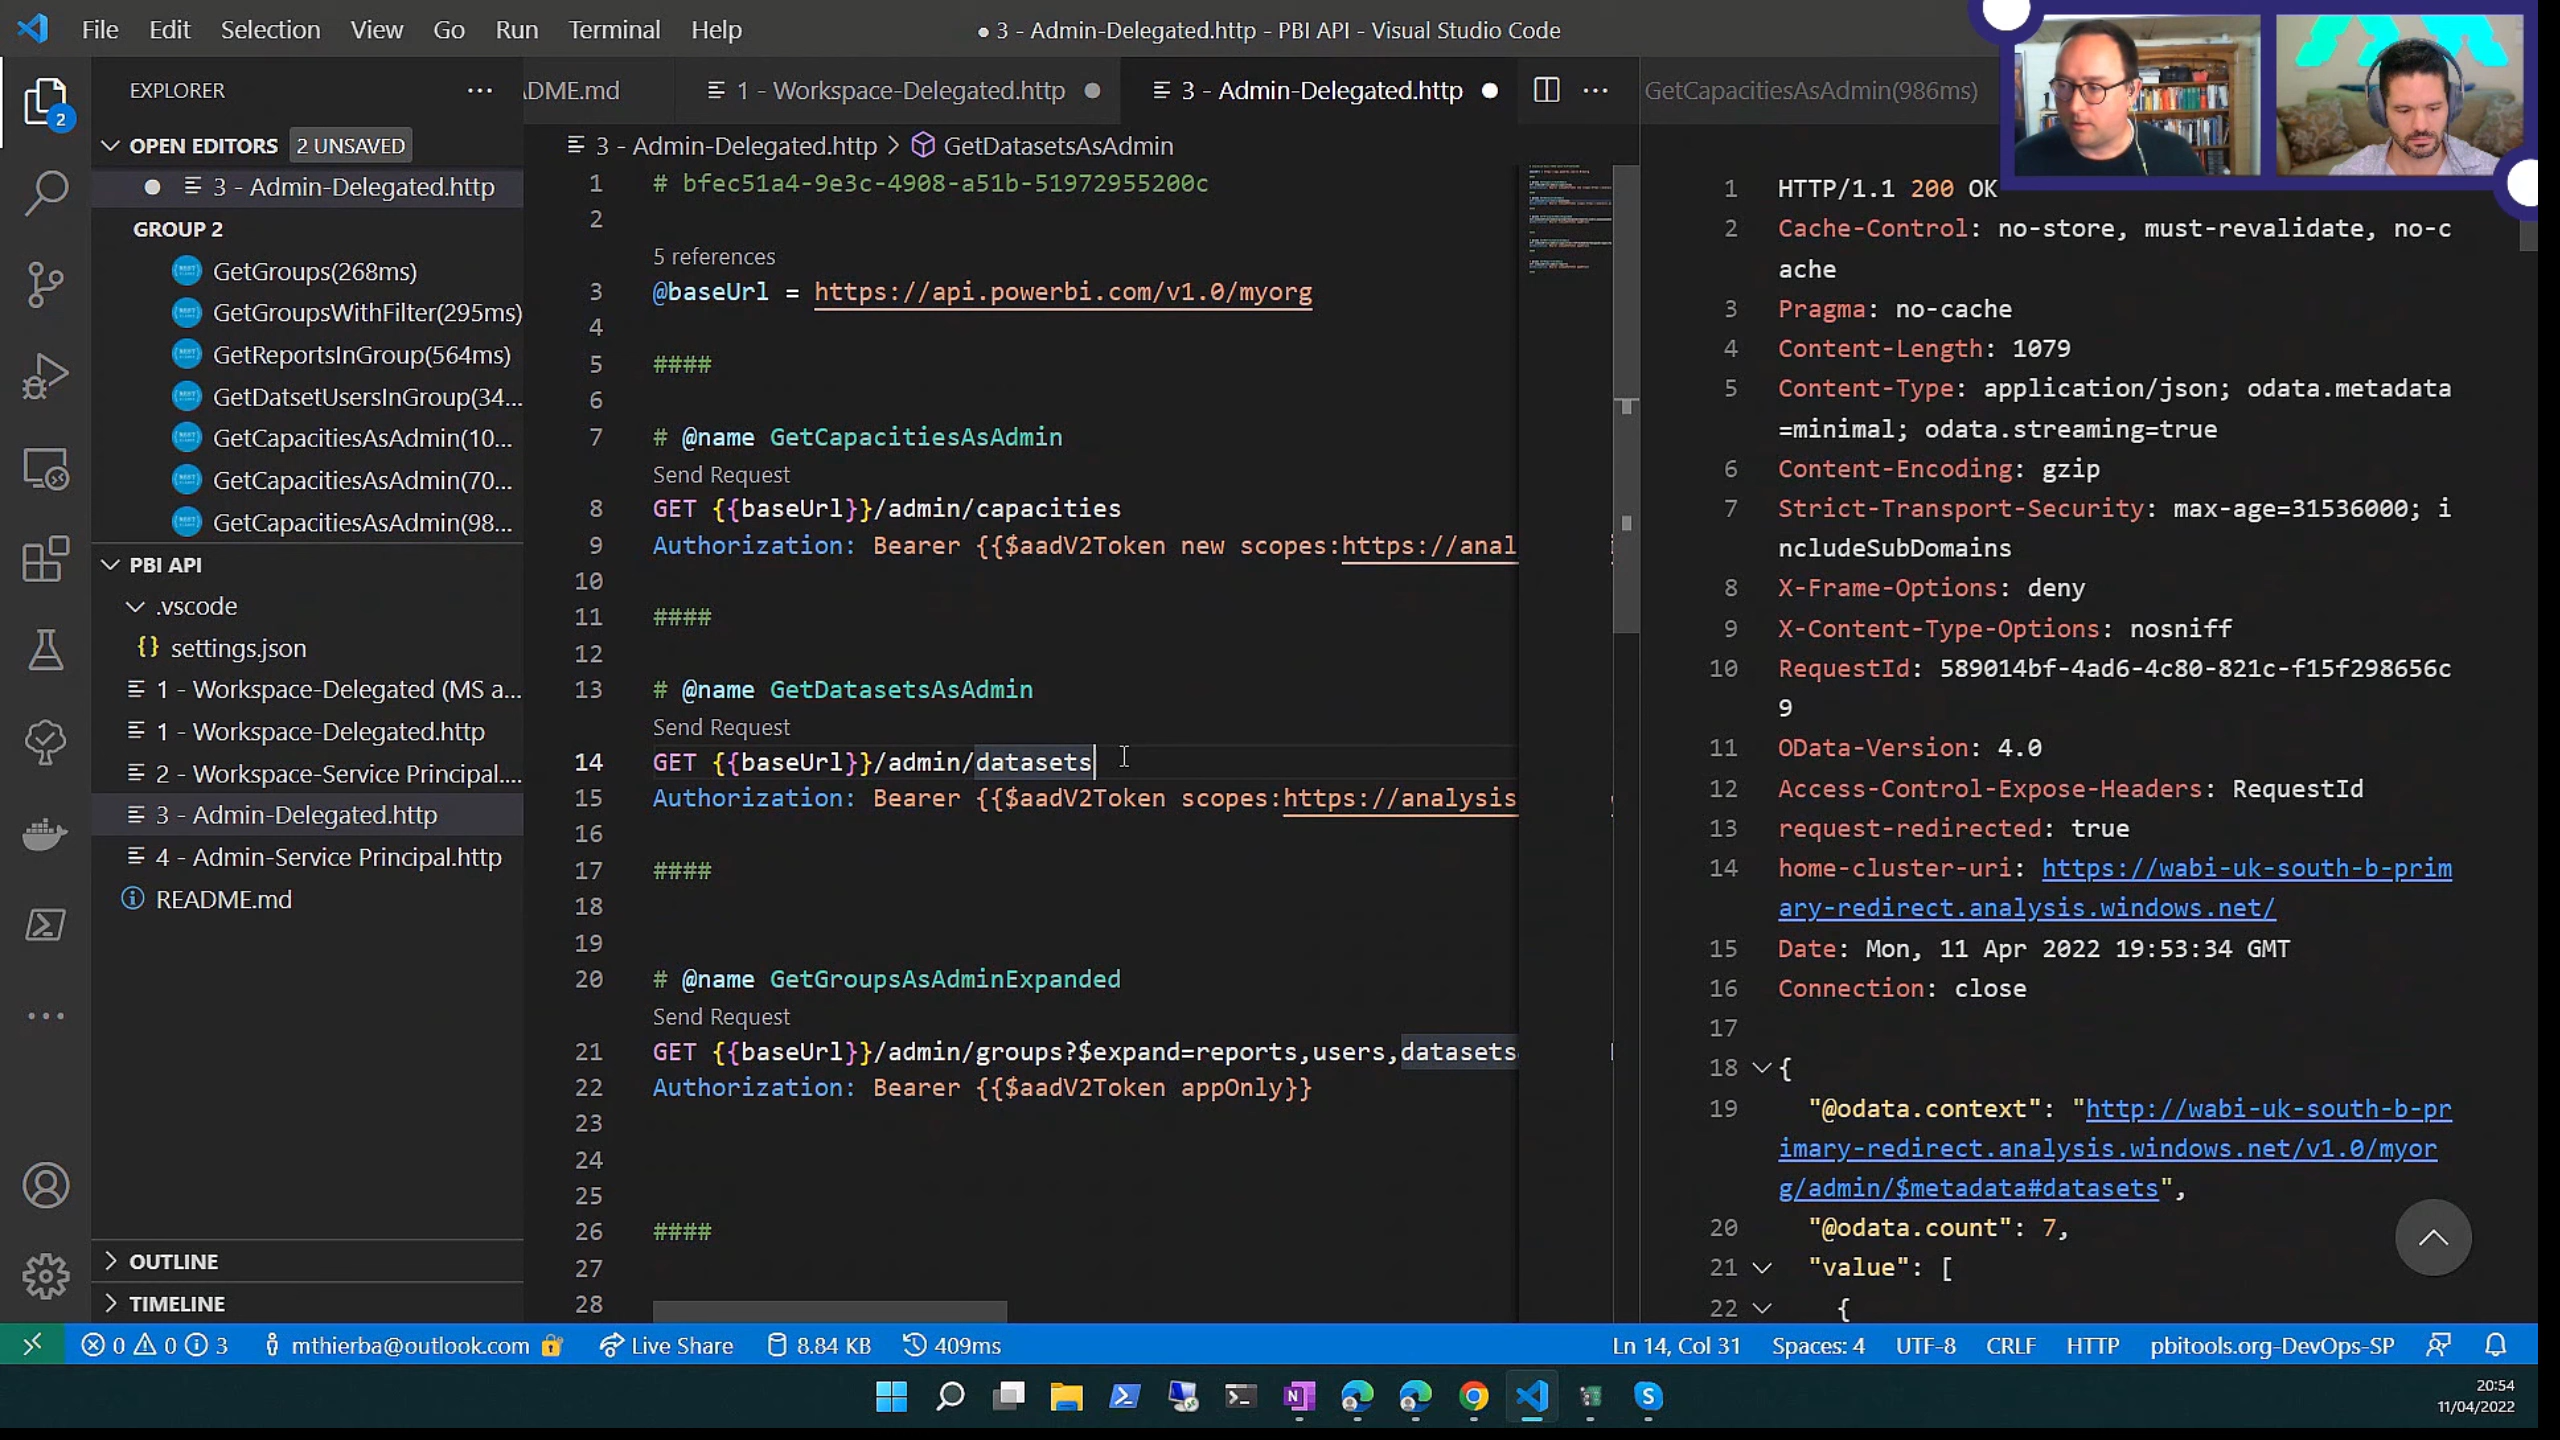 File Edit Selection View Go Run Terminal Help
● 3 - Admin-Delegated.http - PBI API - Visual Studio Code
EXPLORER
2
OPEN EDITORS 2 UNSAVED
3 - Admin-Delegated.http
GROUP 2
GetGroups(268ms)
GetGroupsWithFilter(295ms)
GetReportsInGroup(564ms)
GetDatsetUsersInGroup(34...
GetCapacitiesAsAdmin(10...
GetCapacitiesAsAdmin(70...
GetCapacitiesAsAdmin(98...
PBI API
.vscode
{} settings.json
1 - Workspace-Delegated (MS a...
1 - Workspace-Delegated.http
2 - Workspace-Service Principal....
3 - Admin-Delegated.http
4 - Admin-Service Principal.http
README.md
OUTLINE
TIMELINE
DME.md
1 - Workspace-Delegated.http
3 - Admin-Delegated.http
3 - Admin-Delegated.http > GetDatasetsAsAdmin
1 # bfec51a4-9e3c-4908-a51b-51972955200c
2
5 references
3 @baseUrl = https://api.powerbi.com/v1.0/myorg
4
5 ####
6
7 # @name GetCapacitiesAsAdmin
Send Request
8 GET {{baseUrl}}/admin/capacities
9 Authorization: Bearer {{$aadV2Token new scopes:https://anal
10
11 ####
12
13 # @name GetDatasetsAsAdmin
Send Request
14 GET {{baseUrl}}/admin/datasets
15 Authorization: Bearer {{$aadV2Token scopes:https://analysis
16
17 ####
18
19
20 # @name GetGroupsAsAdminExpanded
Send Request
21 GET {{baseUrl}}/admin/groups?$expand=reports,users,datasets
22 Authorization: Bearer {{$aadV2Token appOnly}}
23
24
25
26 ####
27
28
GetCapacitiesAsAdmin(986ms)
1 HTTP/1.1 200 OK
2 Cache-Control: no-store, must-revalidate, no-c
ache
3 Pragma: no-cache
4 Content-Length: 1079
5 Content-Type: application/json; odata.metadata
=minimal; odata.streaming=true
6 Content-Encoding: gzip
7 Strict-Transport-Security: max-age=31536000; i
ncludeSubDomains
8 X-Frame-Options: deny
9 X-Content-Type-Options: nosniff
10 RequestId: 589014bf-4ad6-4c80-821c-f15f298656c
9
11 OData-Version: 4.0
12 Access-Control-Expose-Headers: RequestId
13 request-redirected: true
14 home-cluster-uri: https://wabi-uk-south-b-prim
ary-redirect.analysis.windows.net/
15 Date: Mon, 11 Apr 2022 19:53:34 GMT
16 Connection: close
17
18 {
19 "@odata.context": "http://wabi-uk-south-b-pr
imary-redirect.analysis.windows.net/v1.0/myor
g/admin/$metadata#datasets",
20 "@odata.count": 7,
21 "value": [
22 {
0 0 3 mthierba@outlook.com Live Share 8.84 KB 409ms
Ln 14, Col 31 Spaces: 4 UTF-8 CRLF HTTP pbitools.org-DevOps-SP
20:54
11/04/2022